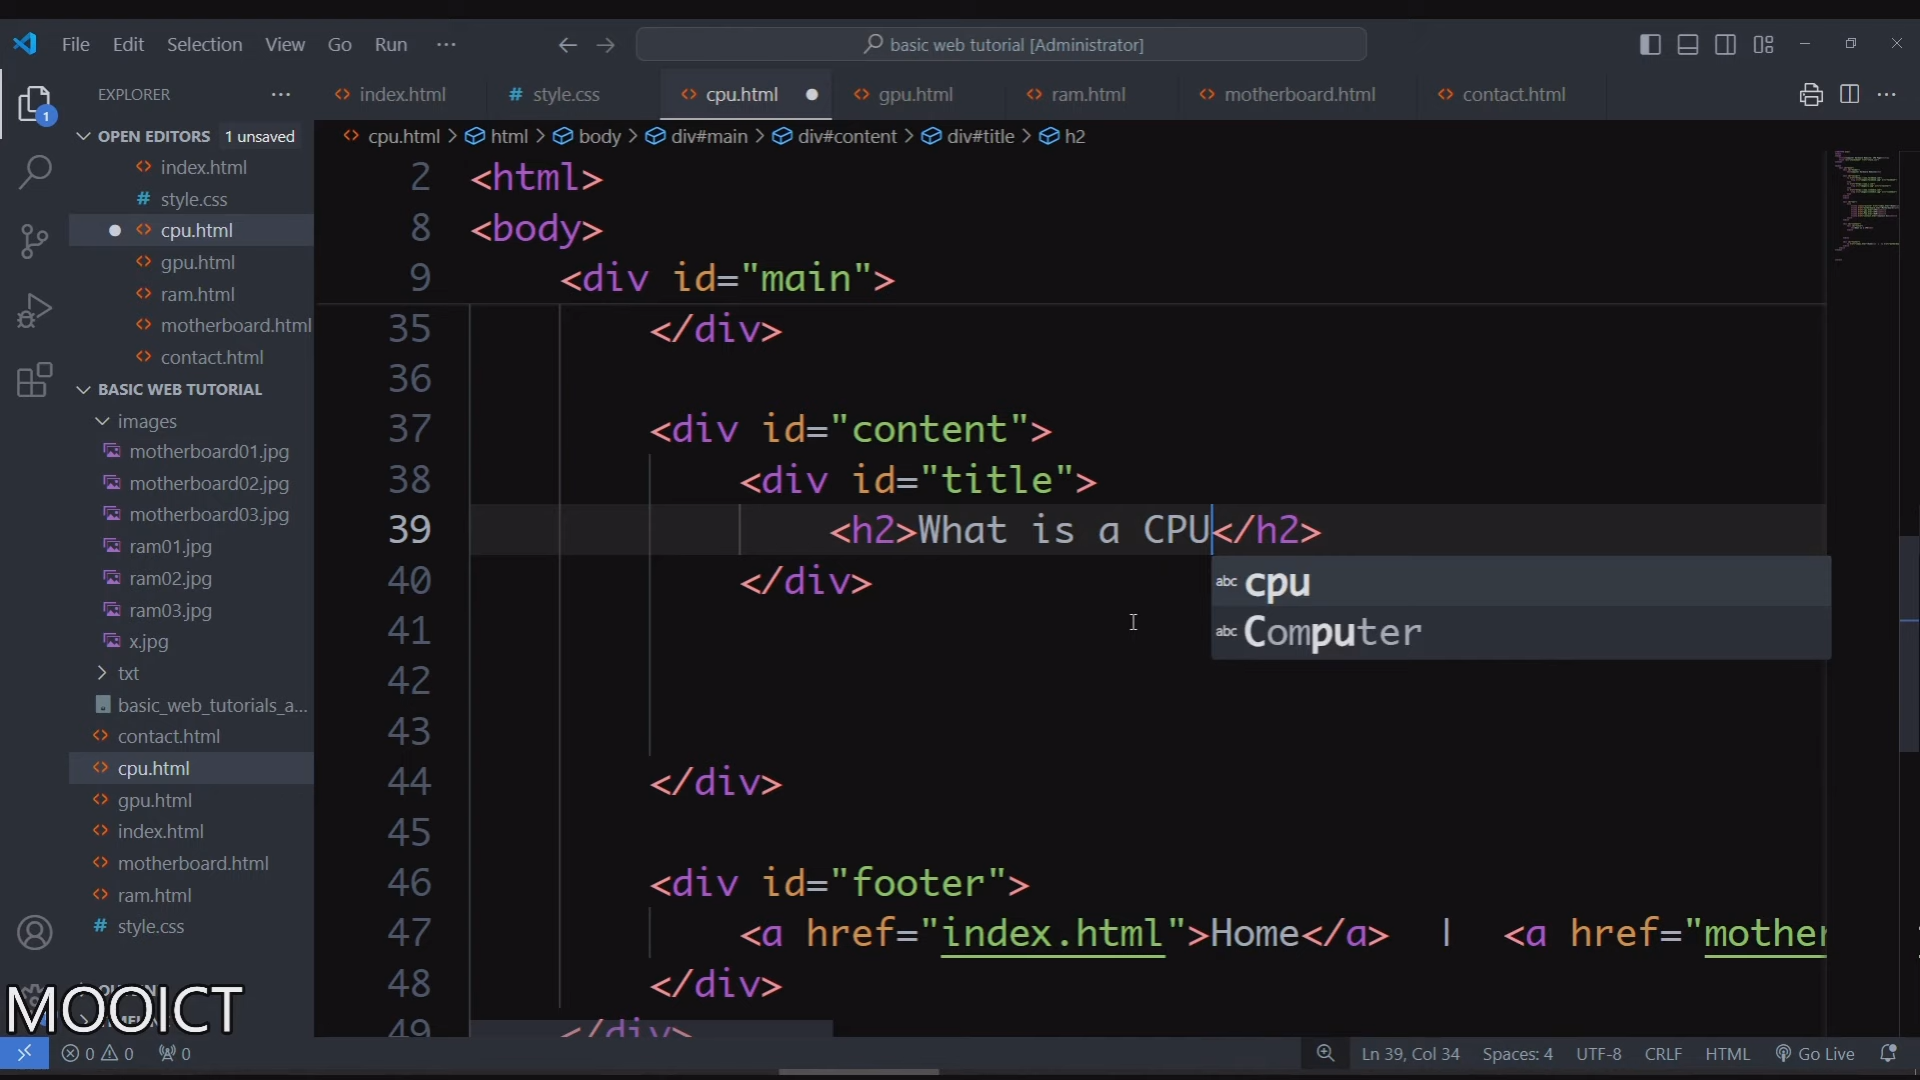 File Edit Selection View Go Run ··· basic web tutorial [Administrator]
EXPLORER ··· index.html # style.css cpu.html gpu.html ram.html motherboard.html contact.html ···
1
OPEN EDITORS 1 unsaved
cpu.html > html > body > div#main > div#content > div#title > h2
index.html
# style.css
cpu.html
gpu.html
ram.html
motherboard.html
contact.html
BASIC WEB TUTORIAL
images
motherboard01.jpg
motherboard02.jpg
motherboard03.jpg
ram01.jpg
ram02.jpg
ram03.jpg
x.jpg
txt
basic_web_tutorials_a...
contact.html
cpu.html
gpu.html
index.html
motherboard.html
ram.html
# style.css
2 <html>
8 <body>
9 <div id="main">
35 </div>
36
37 <div id="content">
38 <div id="title">
39 <h2>What is a CPU</h2>
abc cpu
abc Computer
40 </div>
41
42
43
44 </div>
45
46 <div id="footer">
47 <a href="index.html">Home</a> | <a href="mother
48 </div>
49 </div>
MOOICT
0 0 0 Ln 39, Col 34 Spaces: 4 UTF-8 CRLF HTML Go Live